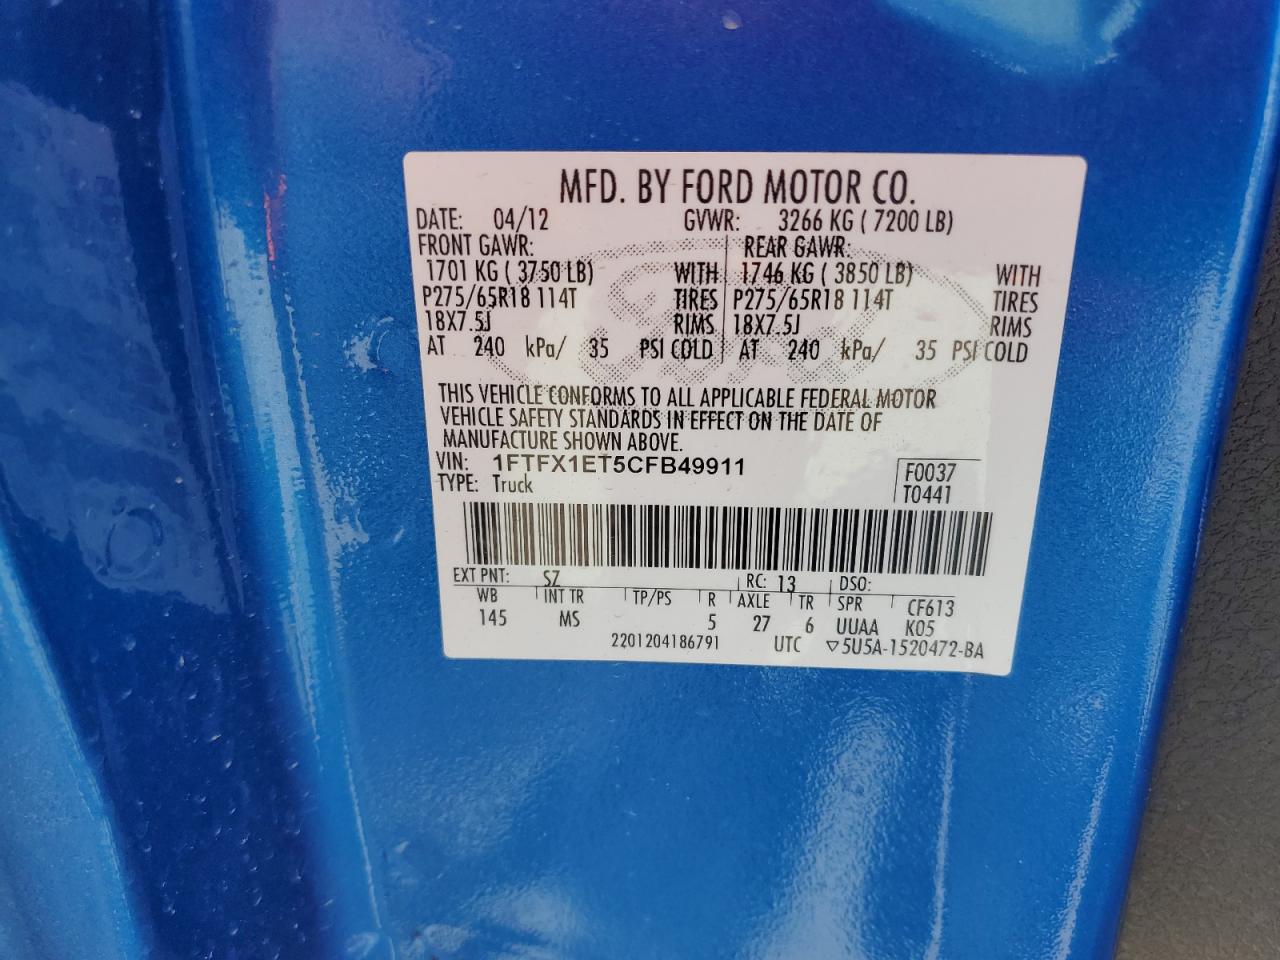 MFD. BY FORD MOTOR CO.
DATE: 04/12 GVWR: 3266 KG ( 7200 LB)
FRONT GAWR: REAR GAWR:
1701 KG ( 3750 LB) WITH 1746 KG ( 3850 LB) WITH
P275/65R18 114T TIRES P275/65R18 114T TIRES
18X7.5J RIMS 18X7.5J RIMS
AT 240 kPa/ 35 PSI COLD AT 240 kPa/ 35 PSI COLD
THIS VEHICLE CONFORMS TO ALL APPLICABLE FEDERAL MOTOR
VEHICLE SAFETY STANDARDS IN EFFECT ON THE DATE OF
MANUFACTURE SHOWN ABOVE.
VIN: 1FTFX1ET5CFB49911 F0037
TYPE: Truck T0441
EXT PNT: SZ RC: 13 DSO:
WB INT TR TP/PS R AXLE TR SPR CF613
145 MS 5 27 6 UUAA K05
2201204186791 UTC ▽5U5A-1520472-BA